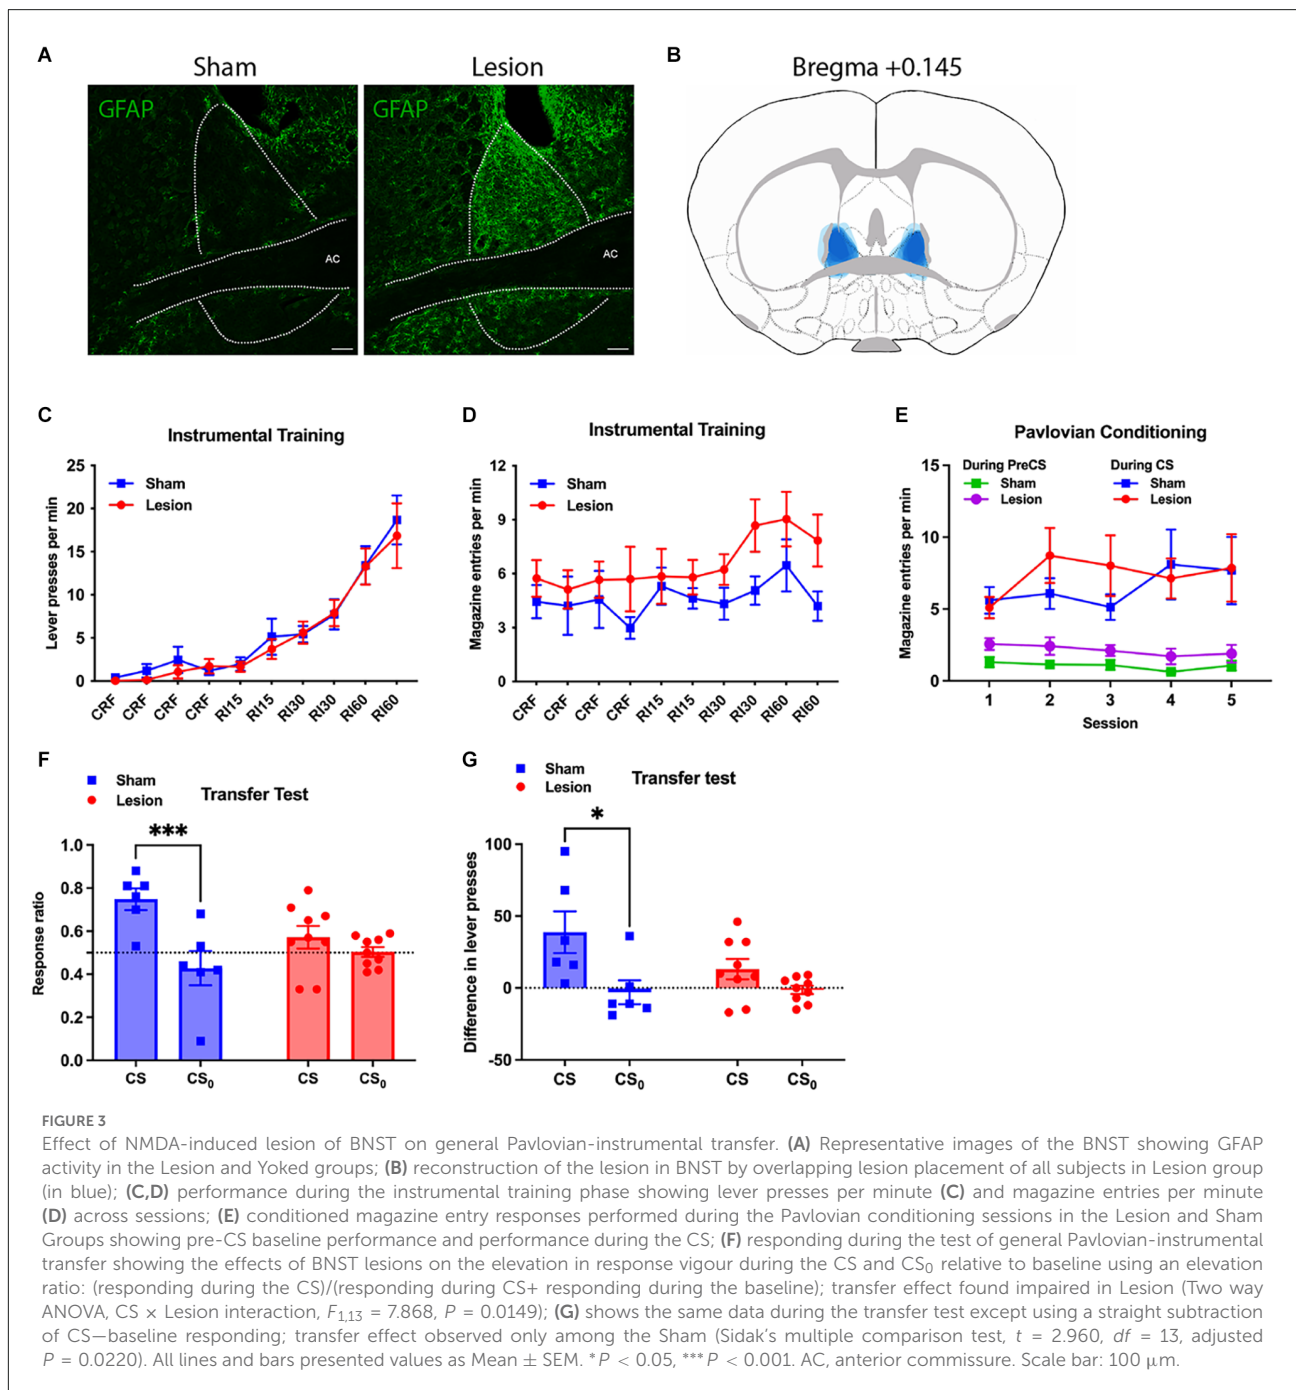 A
Sham
Lesion
GFAP
GFAP
AC
AC
B
Bregma +0.145
C
Instrumental Training
Lever presses per min
25
20
15
10
5
0
Sham
Lesion
CRF CRF CRF CRF RI15 RI15 RI30 RI30 RI60 RI60
D
Instrumental Training
Magazine entries per min
12
9
6
3
0
Sham
Lesion
CRF CRF CRF CRF RI15 RI15 RI30 RI30 RI60 RI60
E
Pavlovian Conditioning
Magazine entries per min
15
10
5
0
During PreCS
Sham
Lesion
During CS
Sham
Lesion
1 2 3 4 5
Session
F
Sham
Lesion
Transfer Test
Response ratio
1.0
0.8
0.6
0.4
0.2
0.0
***
CS CS₀ CS CS₀
G
Sham
Lesion
Transfer test
Difference in lever presses
100
50
0
-50
*
CS CS₀ CS CS₀
FIGURE 3
Effect of NMDA-induced lesion of BNST on general Pavlovian-instrumental transfer. (A) Representative images of the BNST showing GFAP
activity in the Lesion and Yoked groups; (B) reconstruction of the lesion in BNST by overlapping lesion placement of all subjects in Lesion group
(in blue); (C,D) performance during the instrumental training phase showing lever presses per minute (C) and magazine entries per minute
(D) across sessions; (E) conditioned magazine entry responses performed during the Pavlovian conditioning sessions in the Lesion and Sham
Groups showing pre-CS baseline performance and performance during the CS; (F) responding during the test of general Pavlovian-instrumental
transfer showing the effects of BNST lesions on the elevation in response vigour during the CS and CS₀ relative to baseline using an elevation
ratio: (responding during the CS)/(responding during CS+ responding during the baseline); transfer effect found impaired in Lesion (Two way
ANOVA, CS × Lesion interaction, F₁,₁₃ = 7.868, P = 0.0149); (G) shows the same data during the transfer test except using a straight subtraction
of CS—baseline responding; transfer effect observed only among the Sham (Sidak's multiple comparison test, t = 2.960, df = 13, adjusted
P = 0.0220). All lines and bars presented values as Mean ± SEM. *P < 0.05, ***P < 0.001. AC, anterior commissure. Scale bar: 100 μm.